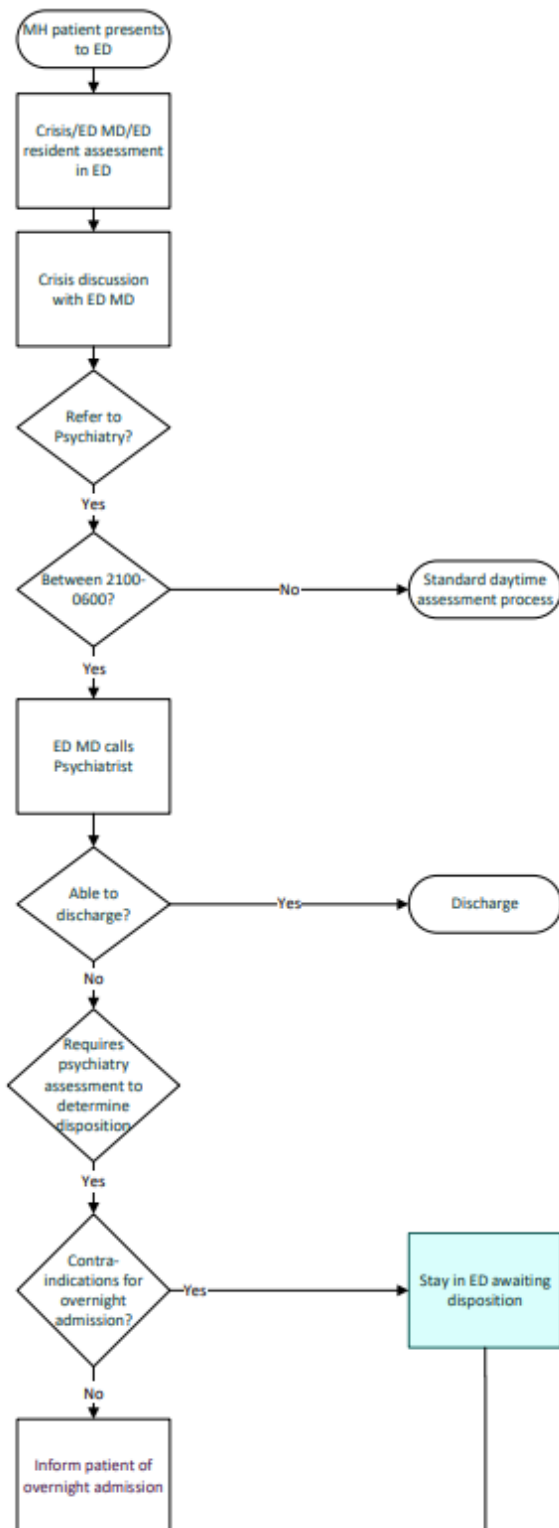 MH patient presents
to ED
Crisis/ED MD/ED
resident assessment
in ED
Crisis discussion
with ED MD
Refer to
Psychiatry?
Yes
Between 2100-
0600?
No
Standard daytime
assessment process
Yes
ED MD calls
Psychiatrist
Able to
discharge?
Yes
Discharge
No
Requires
psychiatry
assessment to
determine
disposition
Yes
Contra-
indications for
overnight
admission?
Yes
Stay in ED awaiting
disposition
No
Inform patient of
overnight admission